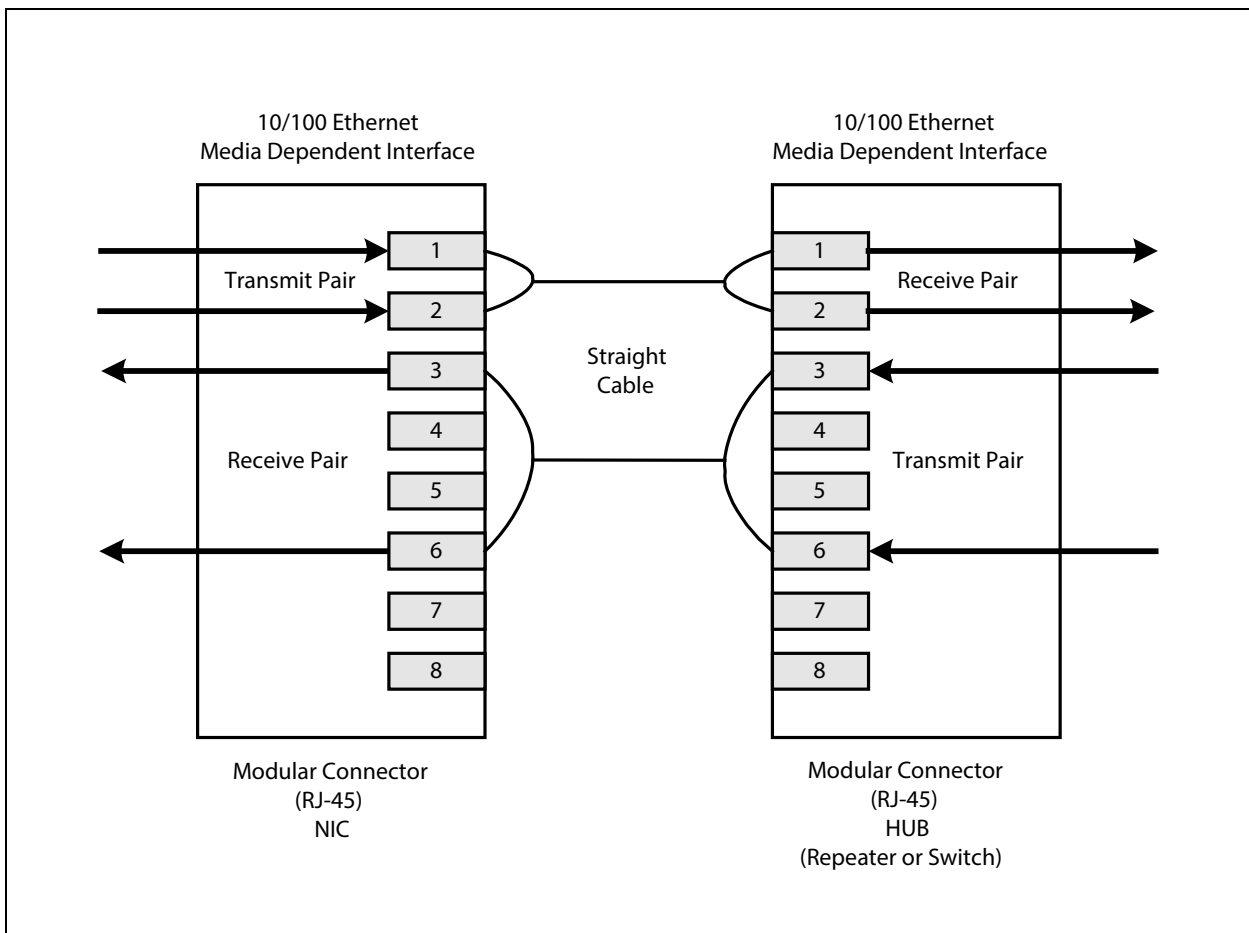 10/100 Ethernet
Media Dependent Interface
10/100 Ethernet
Media Dependent Interface
1
Transmit Pair
2
3
4
Receive Pair
5
6
7
8
Straight
Cable
1
Receive Pair
2
3
4
Transmit Pair
5
6
7
8
Modular Connector
(RJ-45)
NIC
Modular Connector
(RJ-45)
HUB
(Repeater or Switch)